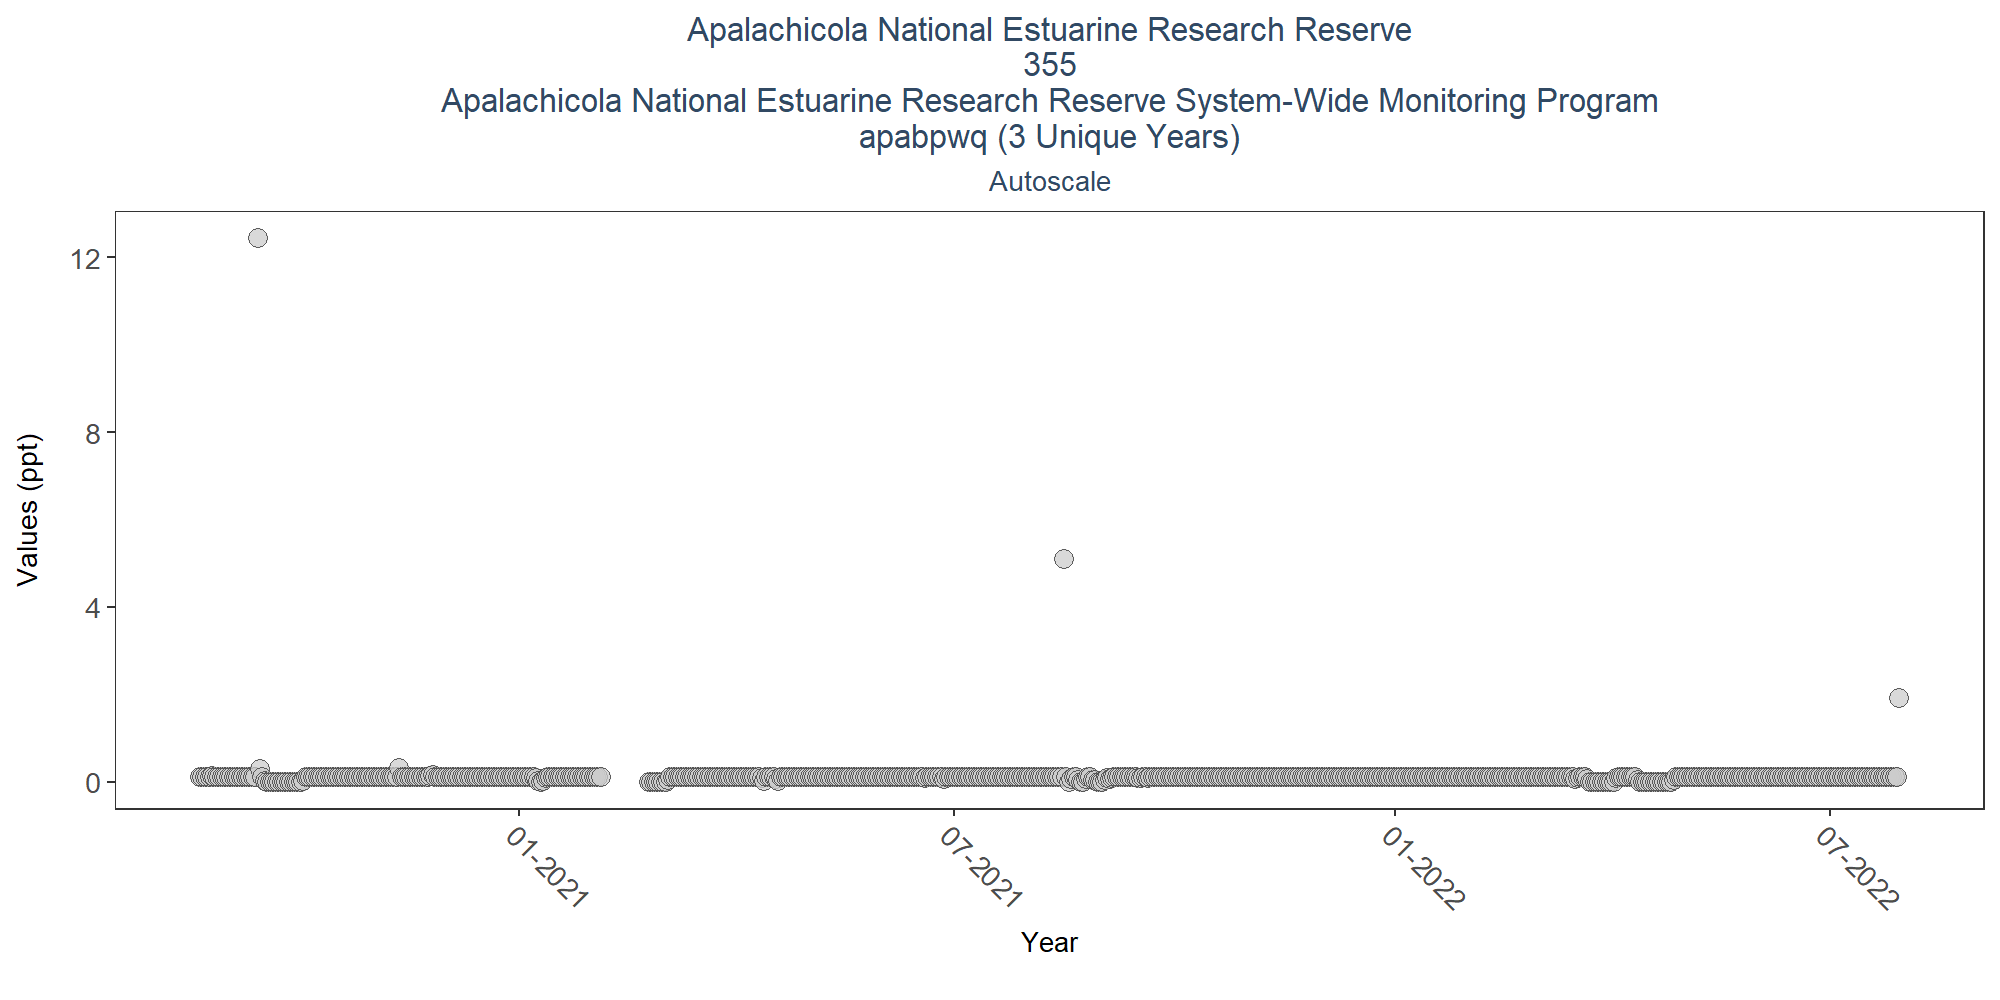 Apalachicola National Estuarine Research Reserve
355
Apalachicola National Estuarine Research Reserve System-Wide Monitoring Program
apabpwq (3 Unique Years)
Autoscale
Values (ppt)
12
8
4
0
01-2021
07-2021
01-2022
07-2022
Year